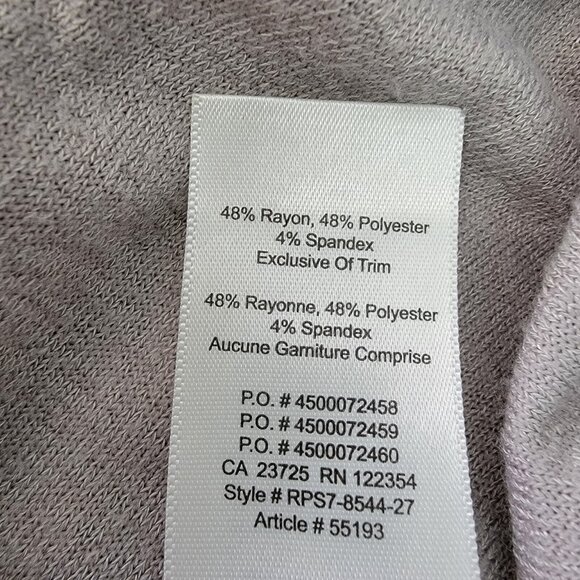 48% Rayon, 48% Polyester
4% Spandex
Exclusive Of Trim
48% Rayonne, 48% Polyester
4% Spandex
Aucune Garniture Comprise
P.O. # 4500072458
P.O. # 4500072459
P.O. # 4500072460
CA 23725 RN 122354
Style # RPS7-8544-27
Article # 55193